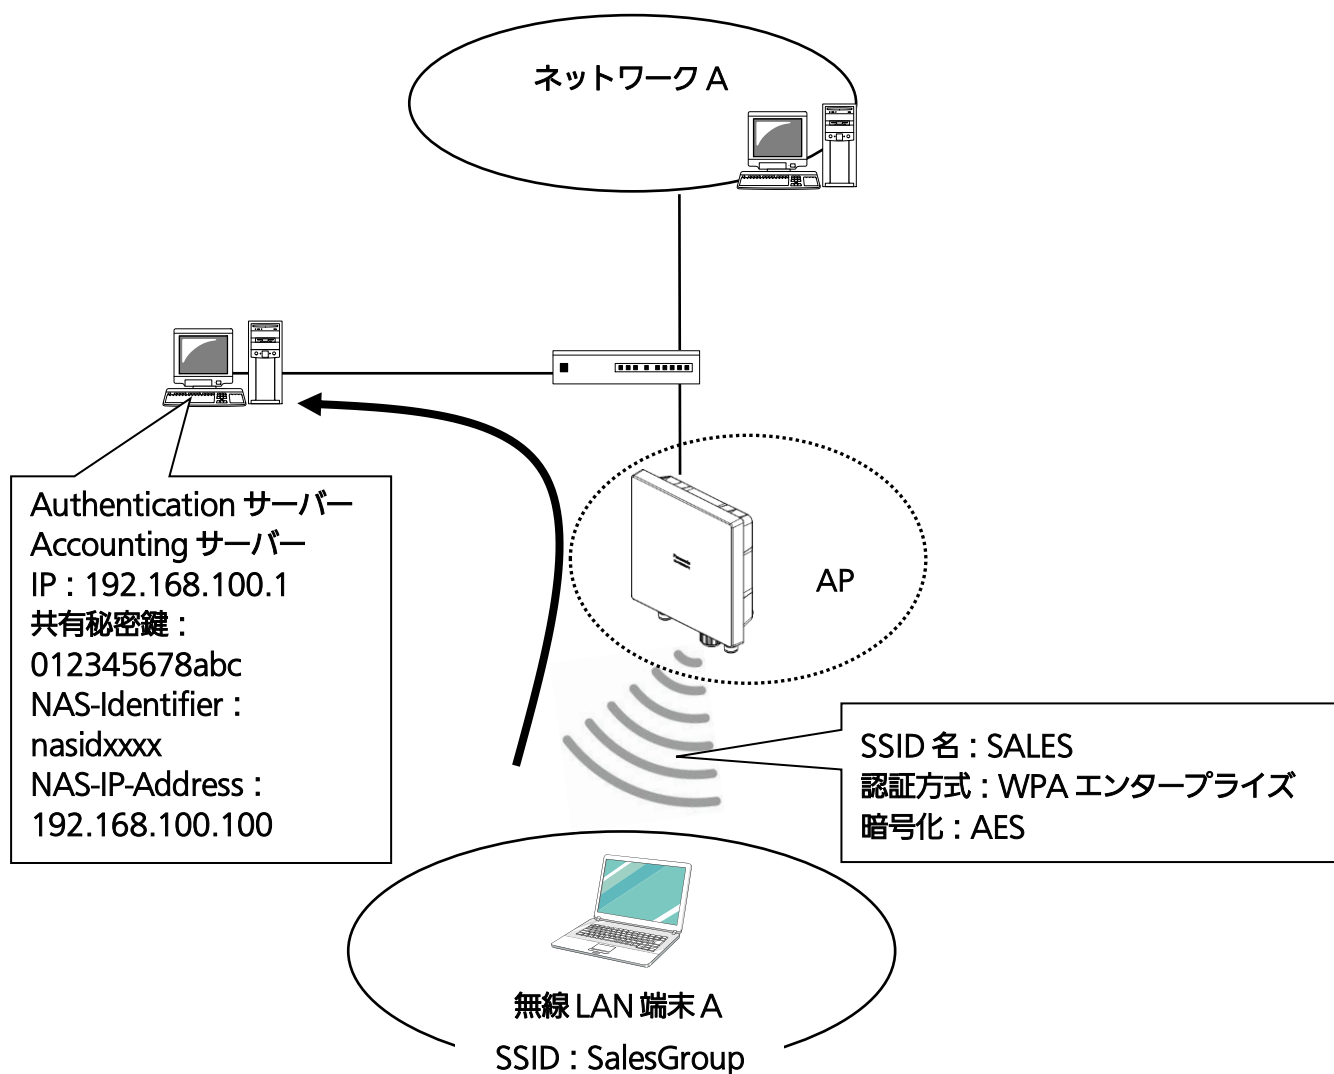 ネットワーク A
Authentication サーバー
Accounting サーバー
IP : 192.168.100.1
共有秘密鍵 :
012345678abc
NAS-Identifier :
nasidxxxx
NAS-IP-Address :
192.168.100.100
AP
SSID 名 : SALES
認証方式 : WPA エンタープライズ
暗号化 : AES
無線 LAN 端末 A
SSID : SalesGroup